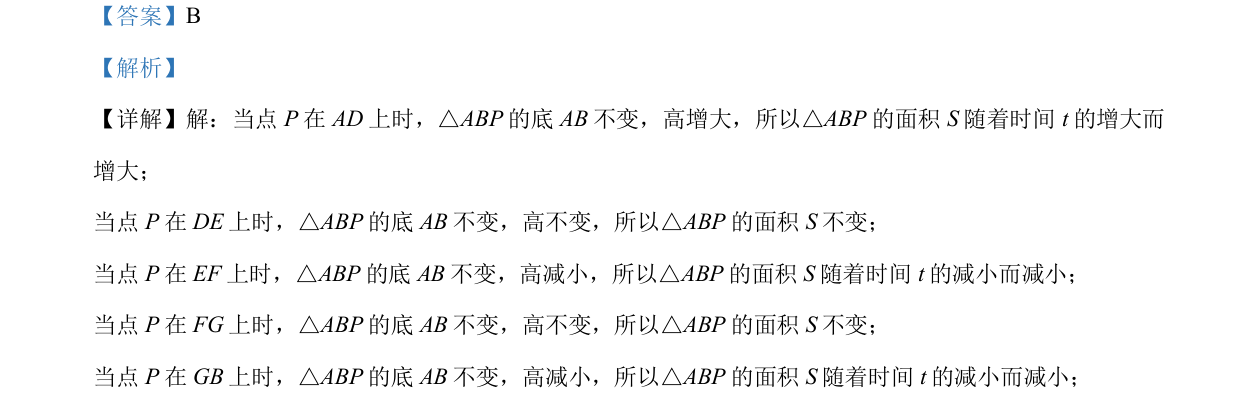 【答案】B
【解析】
【详解】解：当点 P 在 AD 上时，△ABP 的底 AB 不变，高增大，所以△ABP 的面积 S 随着时间 t 的增大而
增大；
当点 P 在 DE 上时，△ABP 的底 AB 不变，高不变，所以△ABP 的面积 S 不变；
当点 P 在 EF 上时，△ABP 的底 AB 不变，高减小，所以△ABP 的面积 S 随着时间 t 的减小而减小；
当点 P 在 FG 上时，△ABP 的底 AB 不变，高不变，所以△ABP 的面积 S 不变；
当点 P 在 GB 上时，△ABP 的底 AB 不变，高减小，所以△ABP 的面积 S 随着时间 t 的减小而减小；